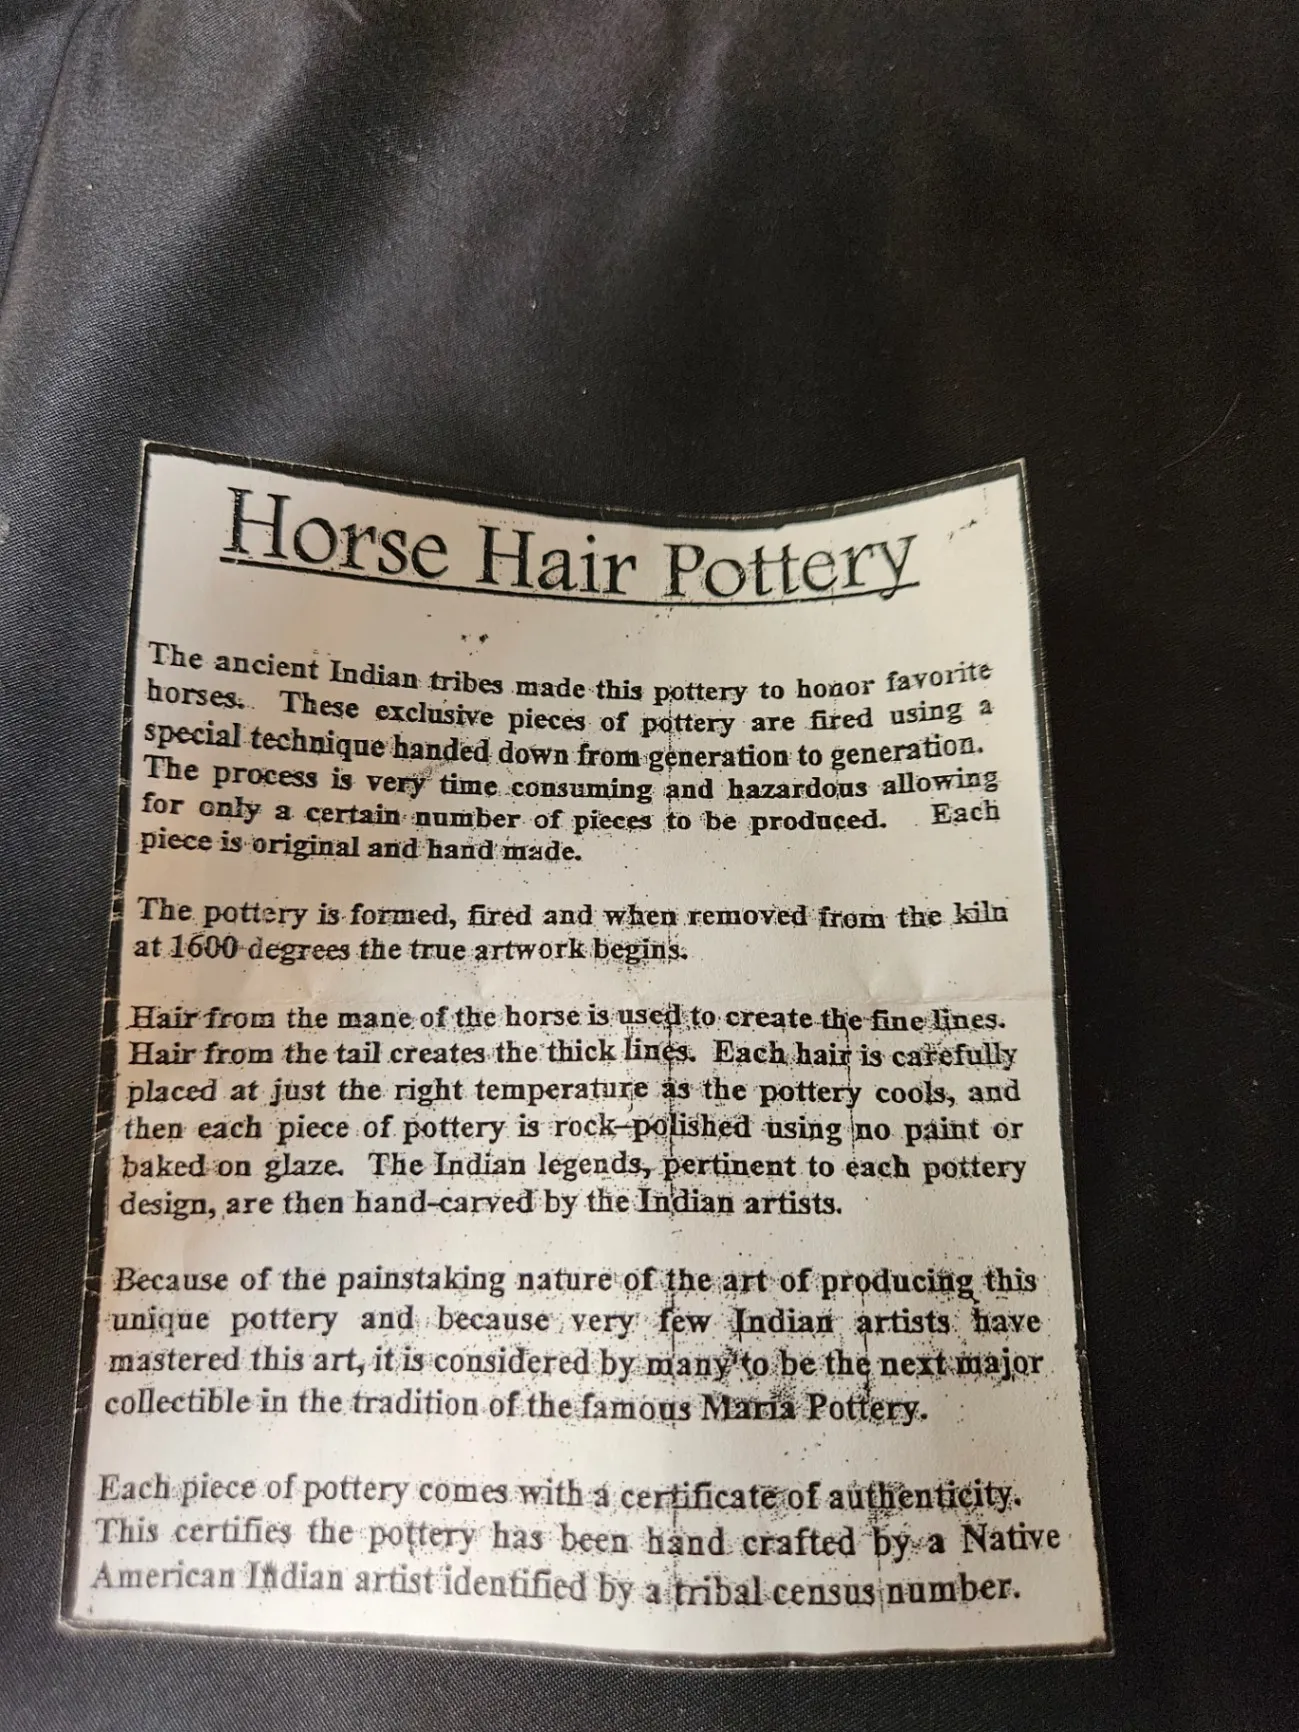 Horse Hair Pottery
The ancient Indian tribes made this pottery to honor favorite
horses. These exclusive pieces of pottery are fired using a
special technique handed down from generation to generation.
The process is very time consuming and hazardous allowing
for only a certain number of pieces to be produced. Each
piece is original and hand made.
The pottery is formed, fired and when removed from the kiln
at 1600 degrees the true artwork begins.
Hair from the mane of the horse is used to create the fine lines.
Hair from the tail creates the thick lines. Each hair is carefully
placed at just the right temperature as the pottery cools, and
then each piece of pottery is rock-polished using no paint or
baked on glaze. The Indian legends, pertinent to each pottery
design, are then hand-carved by the Indian artists.
Because of the painstaking nature of the art of producing this
unique pottery and because very few Indian artists have
mastered this art, it is considered by many to be the next major
collectible in the tradition of the famous Maria Pottery.
Each piece of pottery comes with a certificate of authenticity.
This certifies the pottery has been hand crafted by a Native
American Indian artist identified by a tribal census number.